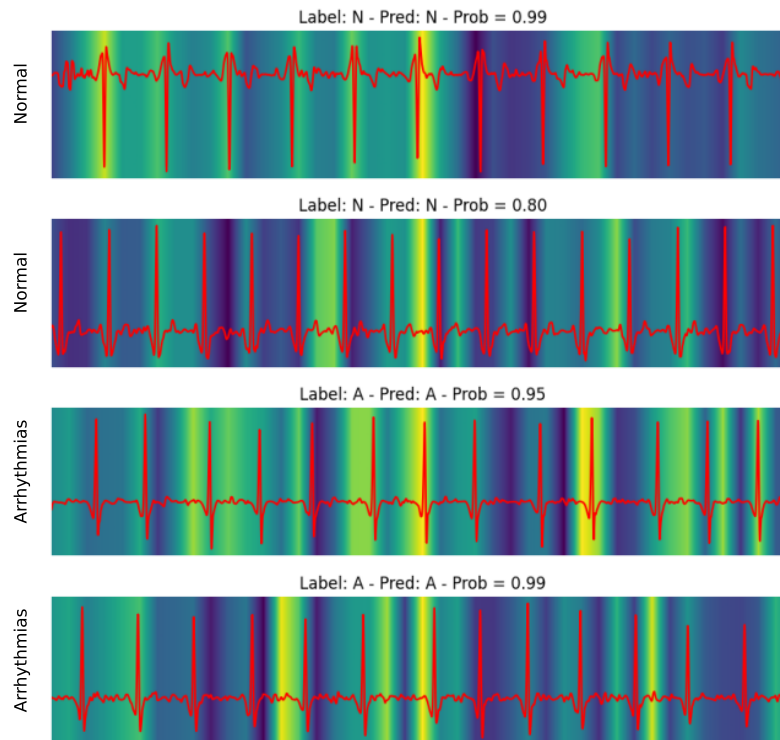 Label: N - Pred: N - Prob = 0.99
Normal
Label: N - Pred: N - Prob = 0.80
Normal
Label: A - Pred: A - Prob = 0.95
Arrhythmias
Label: A - Pred: A - Prob = 0.99
Arrhythmias